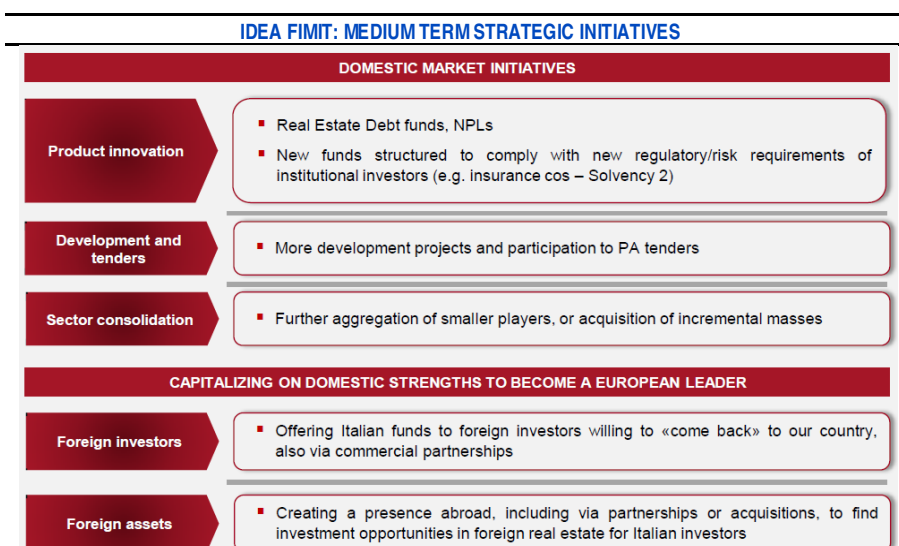 IDEA FIMIT: MEDIUM TERM STRATEGIC INITIATIVES
DOMESTIC MARKET INITIATIVES
Product innovation
▪ Real Estate Debt funds, NPLs
▪ New funds structured to comply with new regulatory/risk requirements of
institutional investors (e.g. insurance cos – Solvency 2)
Development and
tenders
▪ More development projects and participation to PA tenders
Sector consolidation
▪ Further aggregation of smaller players, or acquisition of incremental masses
CAPITALIZING ON DOMESTIC STRENGTHS TO BECOME A EUROPEAN LEADER
Foreign investors
▪ Offering Italian funds to foreign investors willing to «come back» to our country,
also via commercial partnerships
Foreign assets
▪ Creating a presence abroad, including via partnerships or acquisitions, to find
investment opportunities in foreign real estate for Italian investors